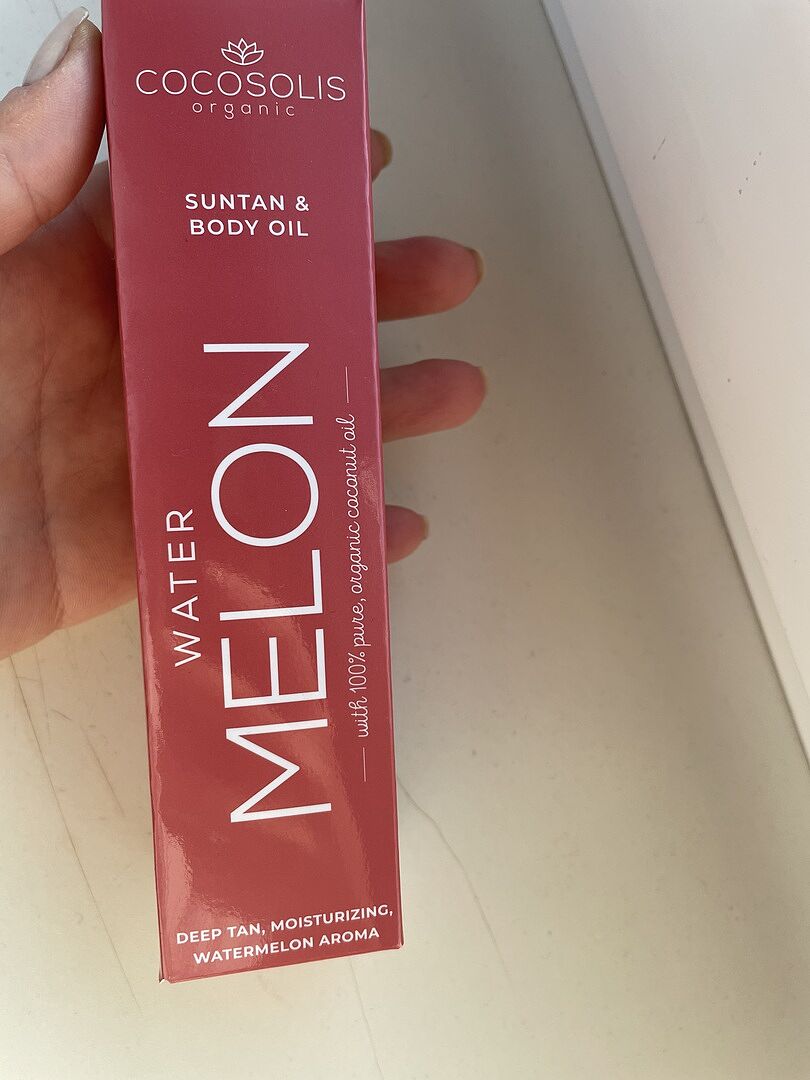 COCOSOLIS
organic
SUNTAN &
BODY OIL
WATER
MELON
with 100% pure, organic coconut oil
DEEP TAN, MOISTURIZING,
WATERMELON AROMA